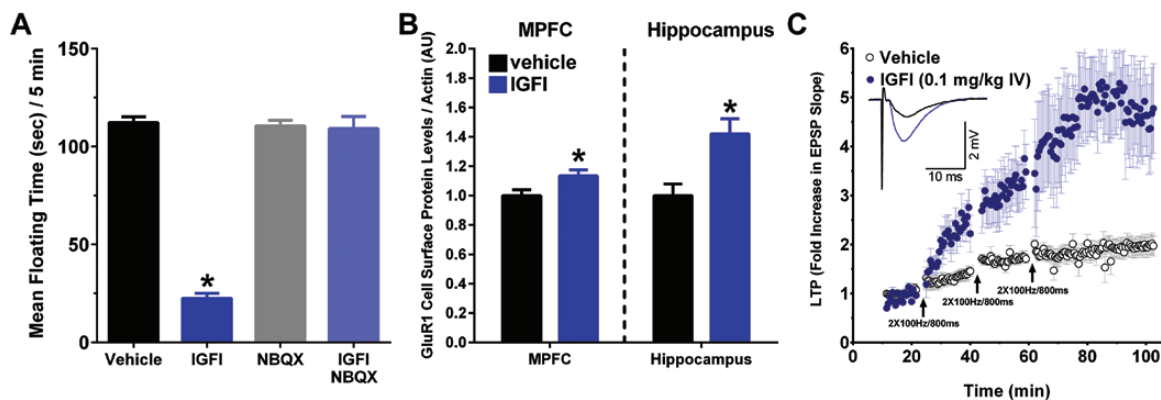 A
Mean Floating Time (sec) / 5 min
150
100
50
0
*
Vehicle
IGFI
NBQX
IGFI
NBQX
B
MPFC
Hippocampus
GluR1 Cell Surface Protein Levels / Actin (AU)
2.0
1.8
1.6
1.4
1.2
1.0
0.8
0.6
0.4
0.2
0.0
vehicle
IGFI
*
*
MPFC
Hippocampus
C
LTP (Fold Increase in EPSP Slope)
6
5
4
3
2
1
0
Vehicle
IGFI (0.1 mg/kg IV)
2 mV
10 ms
2X100Hz/800ms
2X100Hz/800ms
2X100Hz/800ms
0
20
40
60
80
100
Time (min)